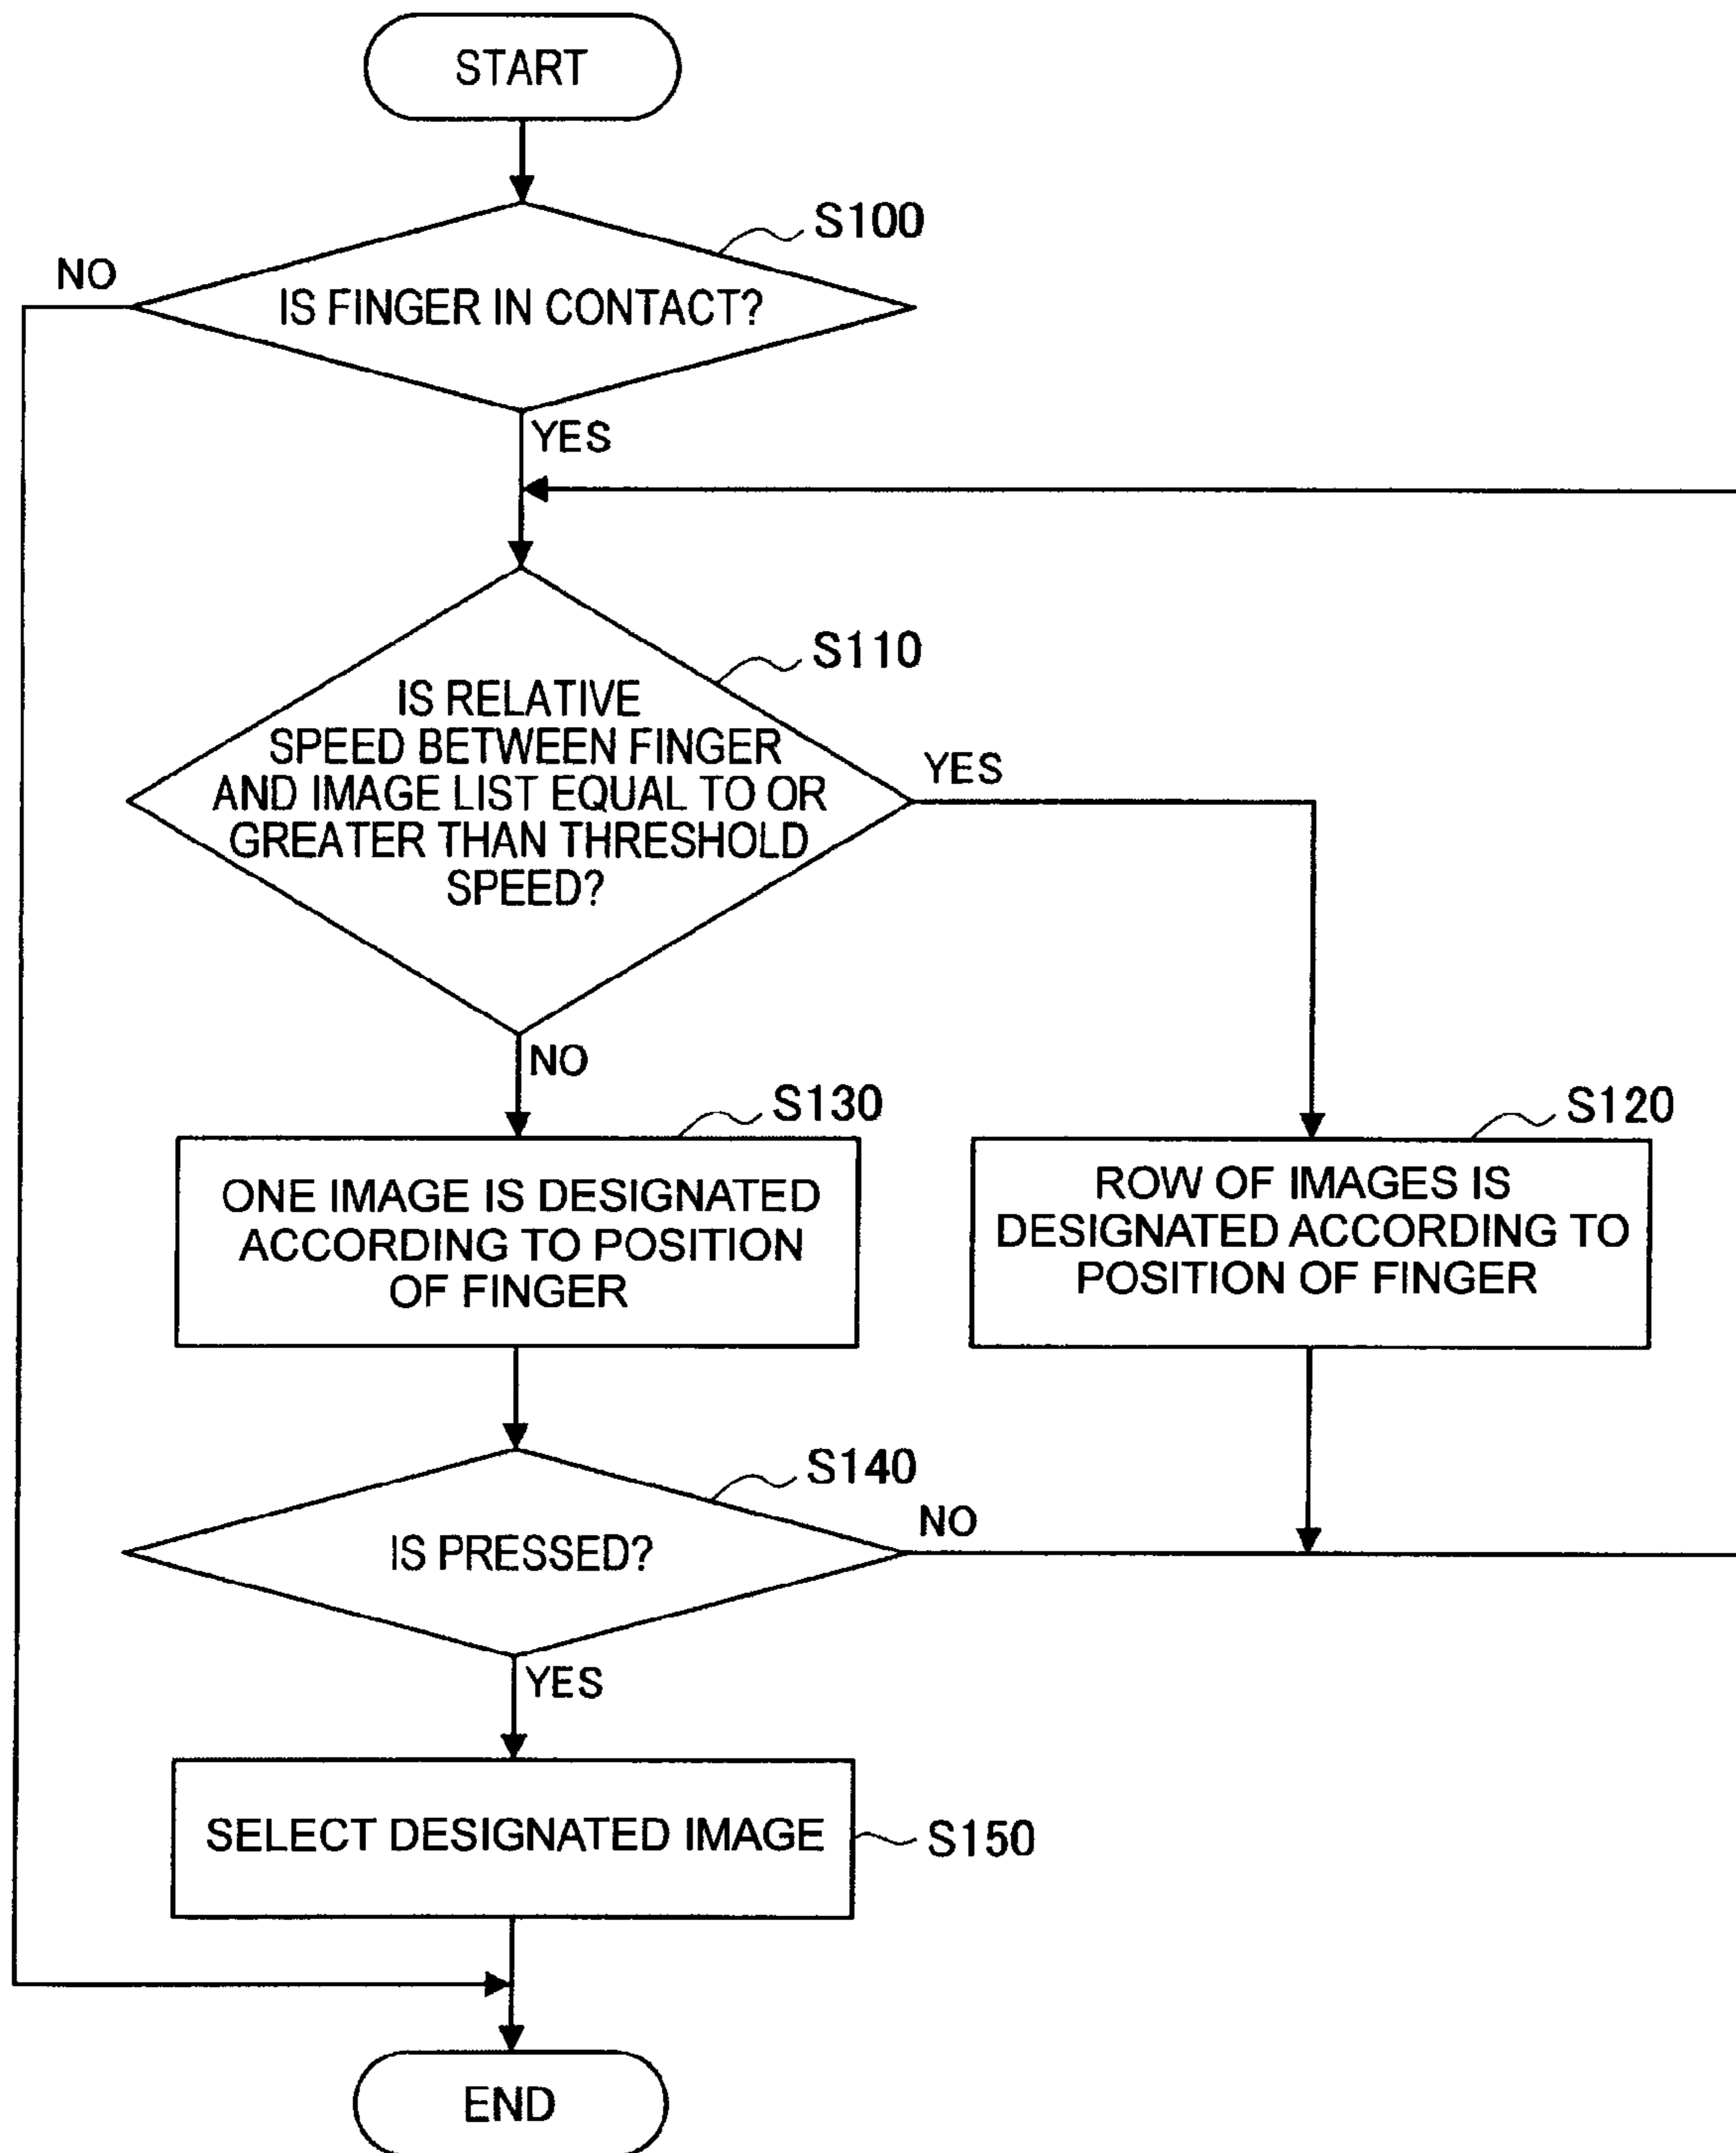 START
S100
NO
IS FINGER IN CONTACT?
YES
S110
IS RELATIVE
SPEED BETWEEN FINGER
AND IMAGE LIST EQUAL TO OR
GREATER THAN THRESHOLD
SPEED?
YES
NO
S130
S120
ONE IMAGE IS DESIGNATED
ACCORDING TO POSITION
OF FINGER
ROW OF IMAGES IS
DESIGNATED ACCORDING TO
POSITION OF FINGER
S140
NO
IS PRESSED?
YES
SELECT DESIGNATED IMAGE
S150
END